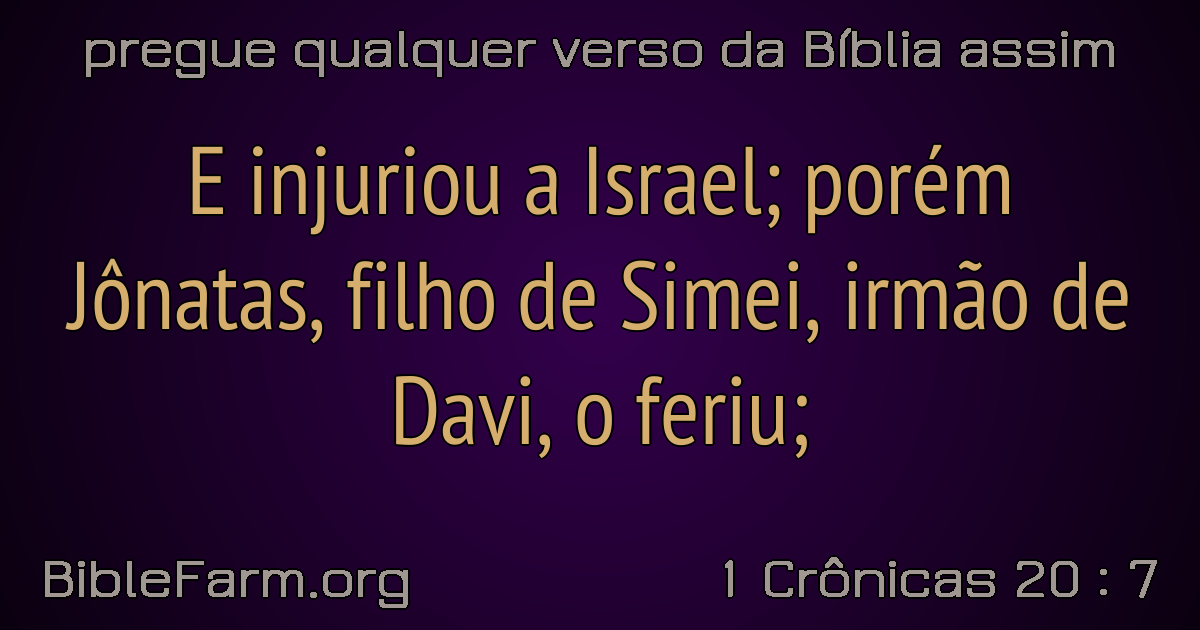 pregue qualquer verso da Bíblia assim
E injuriou a Israel; porém
Jônatas, filho de Simei, irmão de
Davi, o feriu;
BibleFarm.org
1 Crônicas 20 : 7